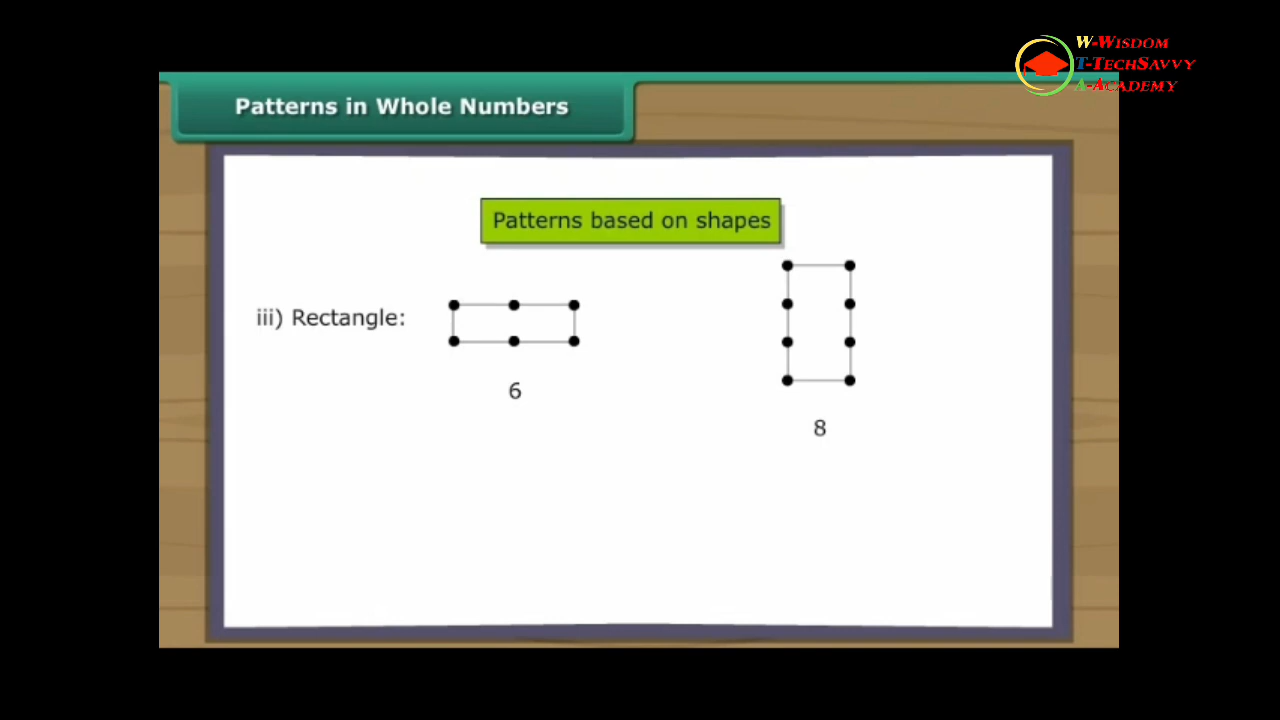 W-Wisdom
T-TechSavvy
A-Academy
Patterns in Whole Numbers
Patterns based on shapes
iii) Rectangle:
6
8